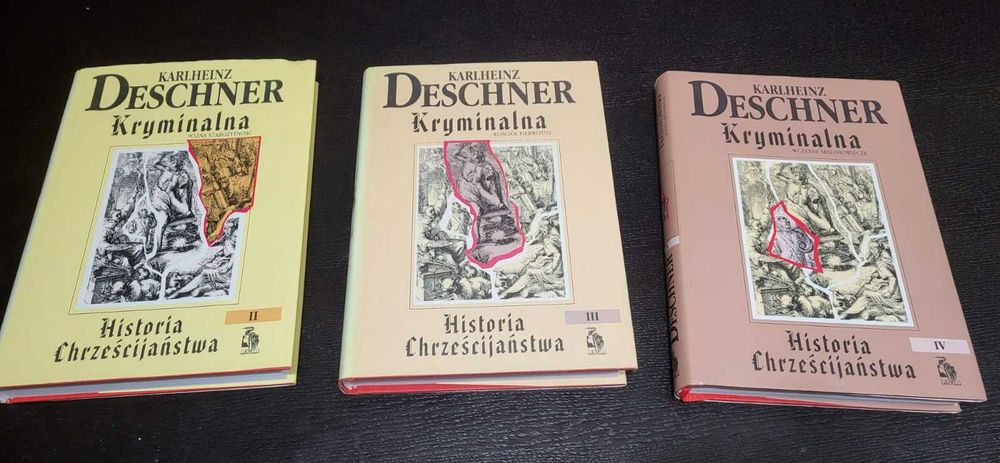 KARLHEINZ
DESCHNER
Kryminalna
PÓŹNA STAROŻYTNOŚĆ
II
Historia
Chrześcijaństwa
KARLHEINZ
DESCHNER
Kryminalna
KOŚCIÓŁ PIERWOTNY
III
Historia
Chrześcijaństwa
KARLHEINZ
DESCHNER
Kryminalna
WCZESNE ŚREDNIOWIECZE
IV
Historia
Chrześcijaństwa